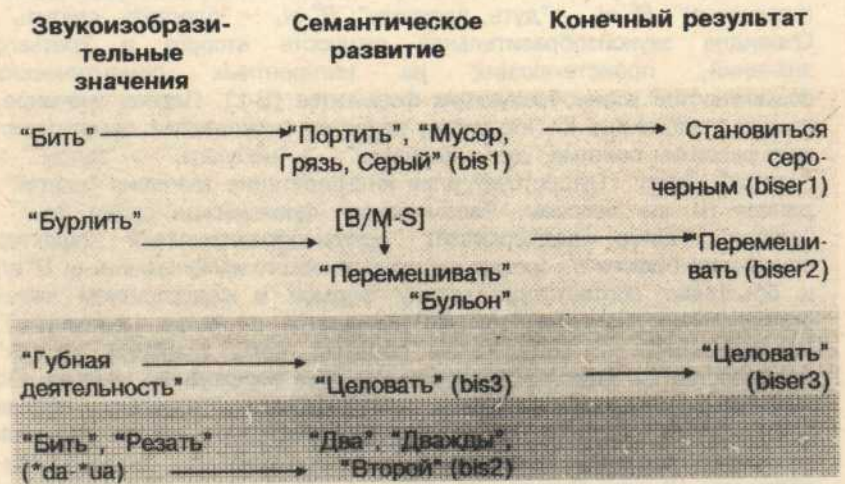 Звукоизобрази- Семантическое Конечный результат
тельные развитие
значения
“Бить” “Портить”, “Мусор, Становиться
Грязь, Серый” (bis1) серо-
черным (biser1)
“Бурлить” [B/M-S]
“Перемеши-
“Перемешивать” вать (biser2)
“Бульон”
“Губная “Целовать”
деятельность” “Целовать” (bis3) (biser3)
“Бить”, “Резать” “Два”, “Дважды”,
(*da-*ua) “Второй” (bis2)